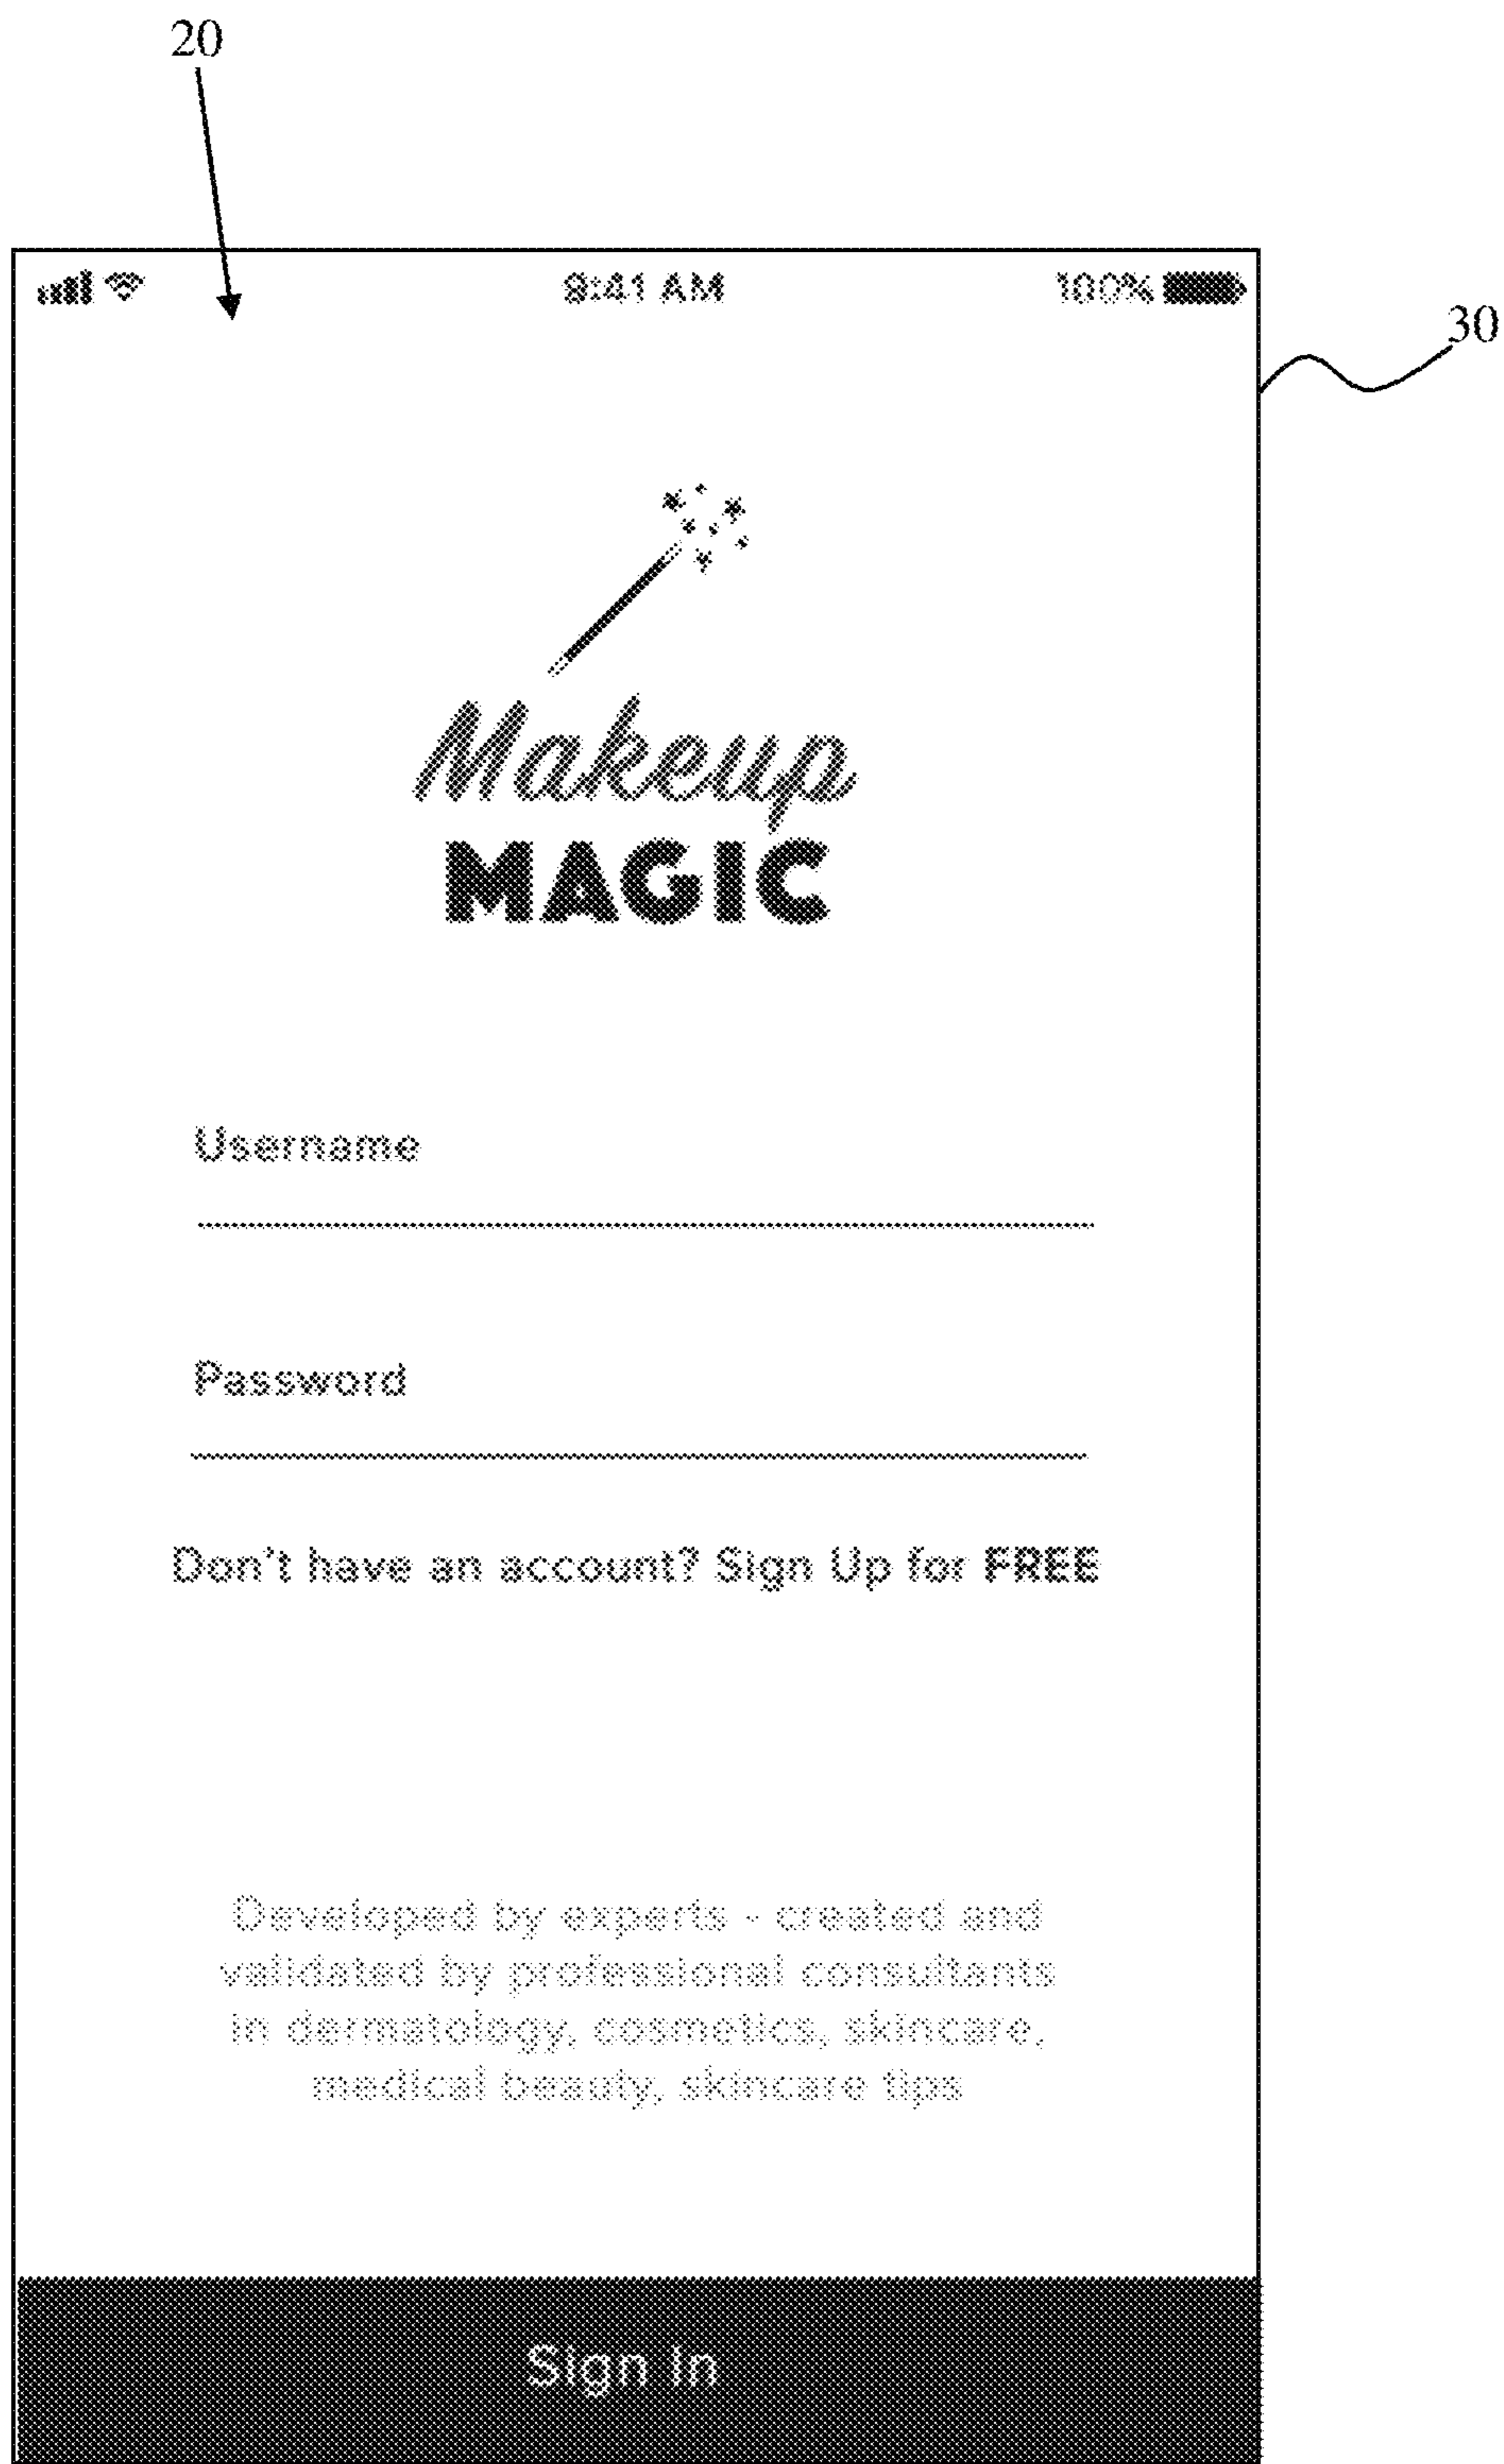 20
9:41 AM 100%
30
Makeup
MAGIC
Username
Password
Don't have an account? Sign Up for FREE
Developed by experts - created and
validated by professional consultants
in dermatology, cosmetics, skincare,
medical beauty, skincare tips
Sign In